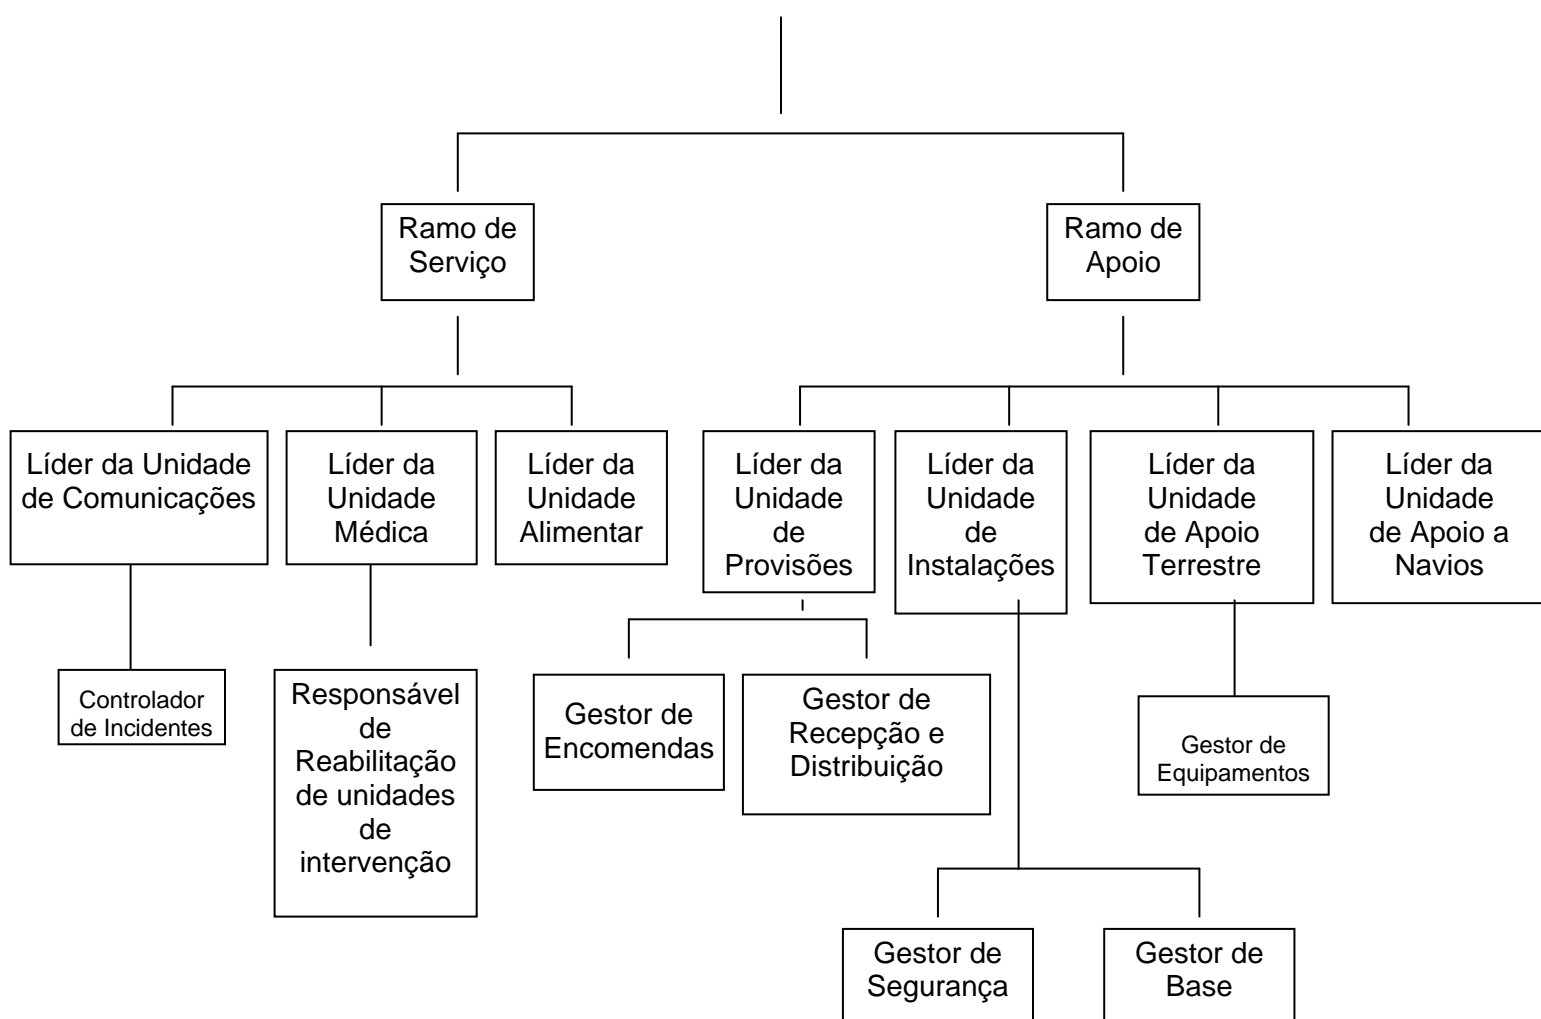 Ramo de
Serviço
Ramo de
Apoio
Líder da Unidade
de Comunicações
Líder da
Unidade
Médica
Líder da
Unidade
Alimentar
Líder da
Unidade
de
Provisões
Líder da
Unidade
de
Instalações
Líder da
Unidade
de Apoio
Terrestre
Líder da
Unidade
de Apoio a
Navios
Controlador
de Incidentes
Responsável
de
Reabilitação
de unidades
de
intervenção
Gestor de
Encomendas
Gestor de
Recepção e
Distribuição
Gestor de
Equipamentos
Gestor de
Segurança
Gestor de
Base